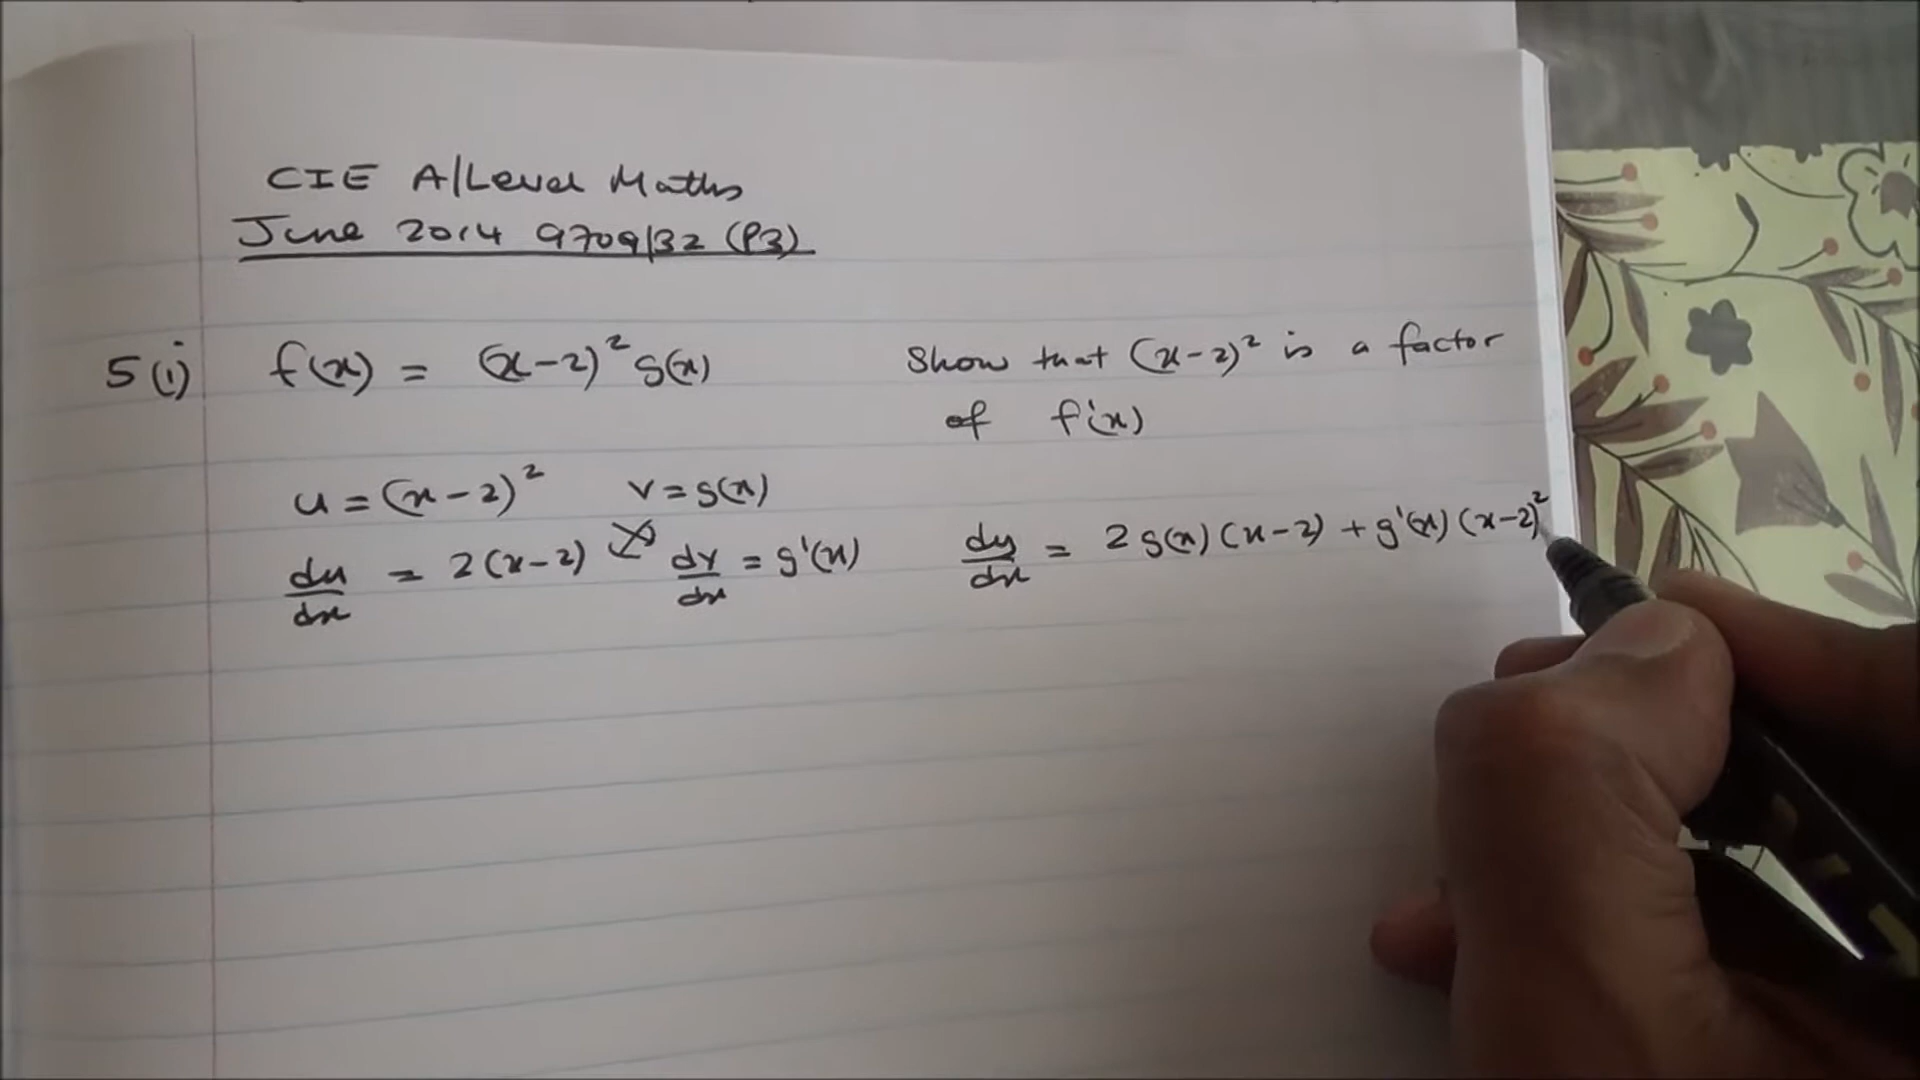 CIE A/Level Maths
June 2014 9709/32 (P3)
5(i) f(x) = (x-2)² g(x)
Show that (x-2)² is a factor
of f'(x)
u = (x-2)² v = g(x)
du/dx = 2(x-2) dv/dx = g'(x)
dy/dx = 2g(x)(x-2) + g'(x)(x-2)²